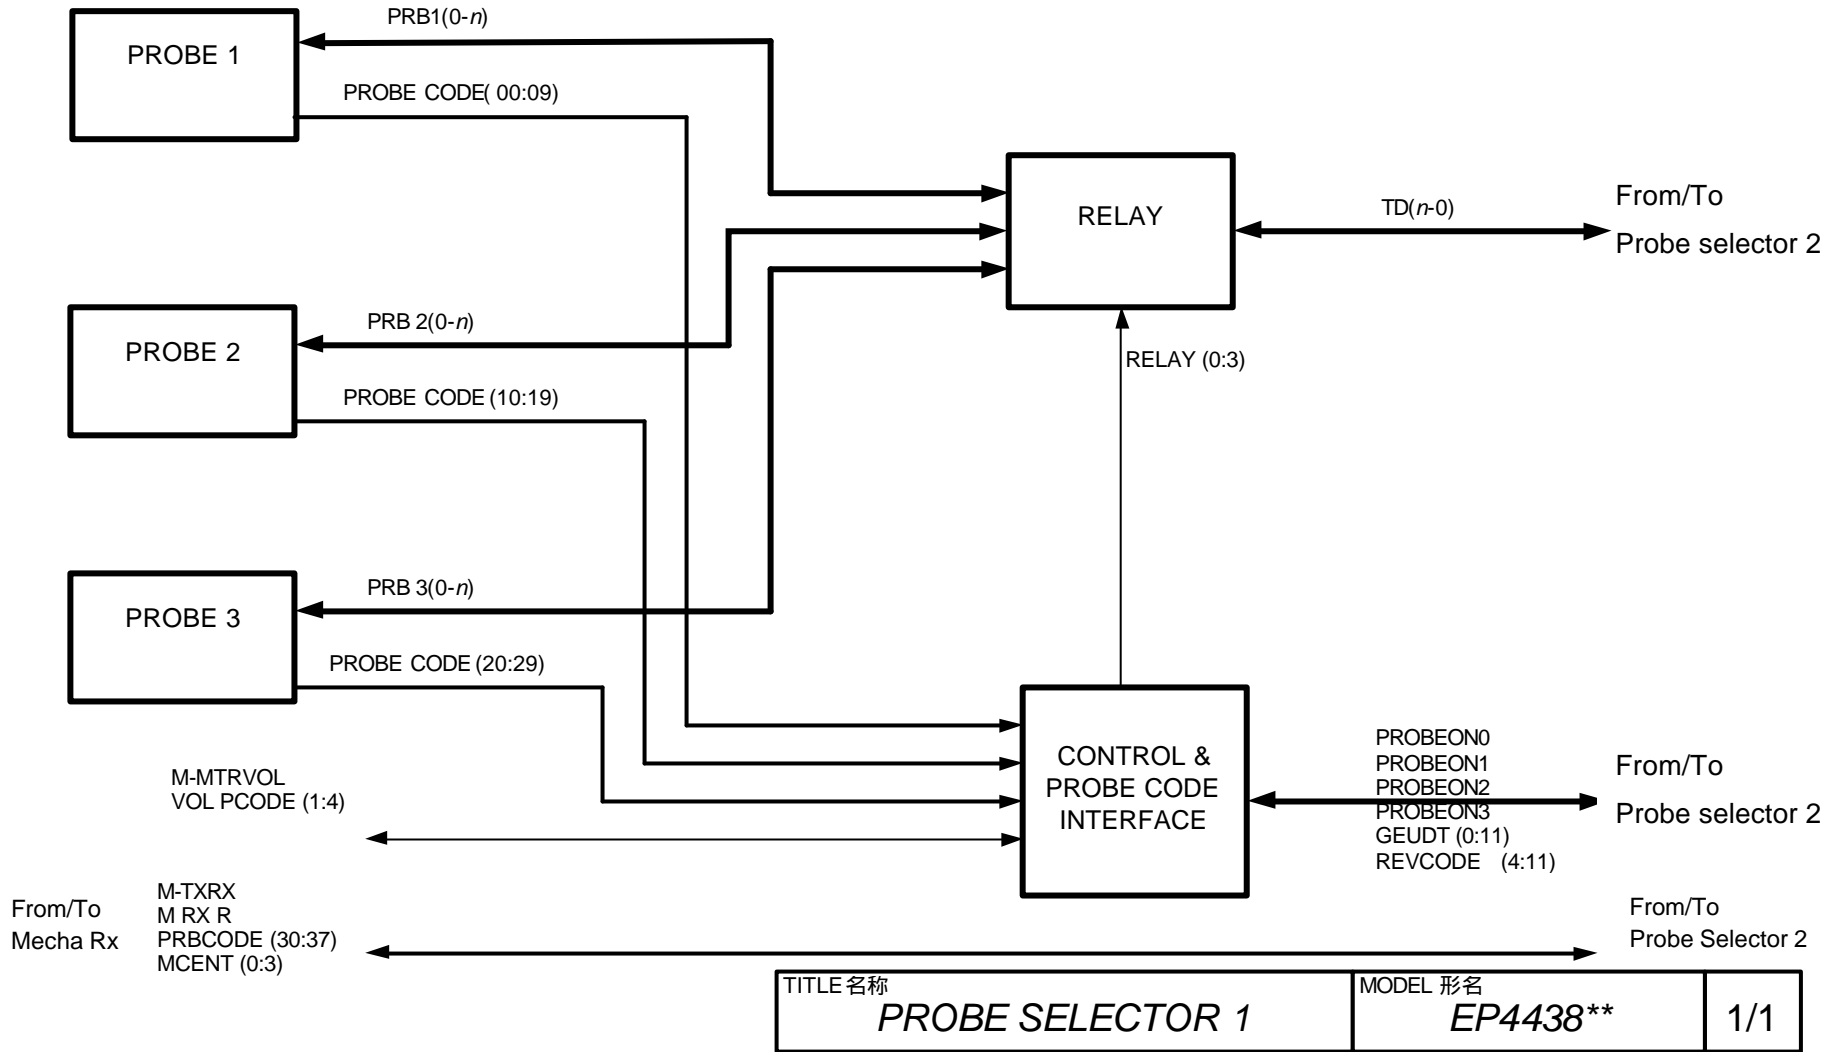 PRB1(0-n)
PROBE 1
PROBE CODE( 00:09)
RELAY
TD(n-0)
From/To
Probe selector 2
PRB 2(0-n)
PROBE 2
RELAY (0:3)
PROBE CODE (10:19)
PRB 3(0-n)
PROBE 3
PROBE CODE (20:29)
M-MTRVOL
VOL PCODE (1:4)
CONTROL &
PROBE CODE
INTERFACE
PROBEON0
PROBEON1
PROBEON2
PROBEON3
GEUDT (0:11)
REVCODE (4:11)
From/To
Probe selector 2
From/To
Mecha Rx
M-TXRX
M RX R
PRBCODE (30:37)
MCENT (0:3)
From/To
Probe Selector 2
TITLE 名称
PROBE SELECTOR 1
MODEL 形名
EP4438**
1/1